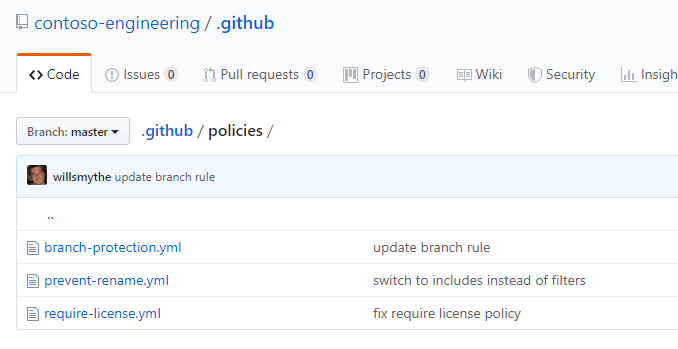 contoso-engineering / .github
Code Issues 0 Pull requests 0 Projects 0 Wiki Security Insigh
Branch: master .github / policies /
willsmythe update branch rule
..
branch-protection.yml update branch rule
prevent-rename.yml switch to includes instead of filters
require-license.yml fix require license policy